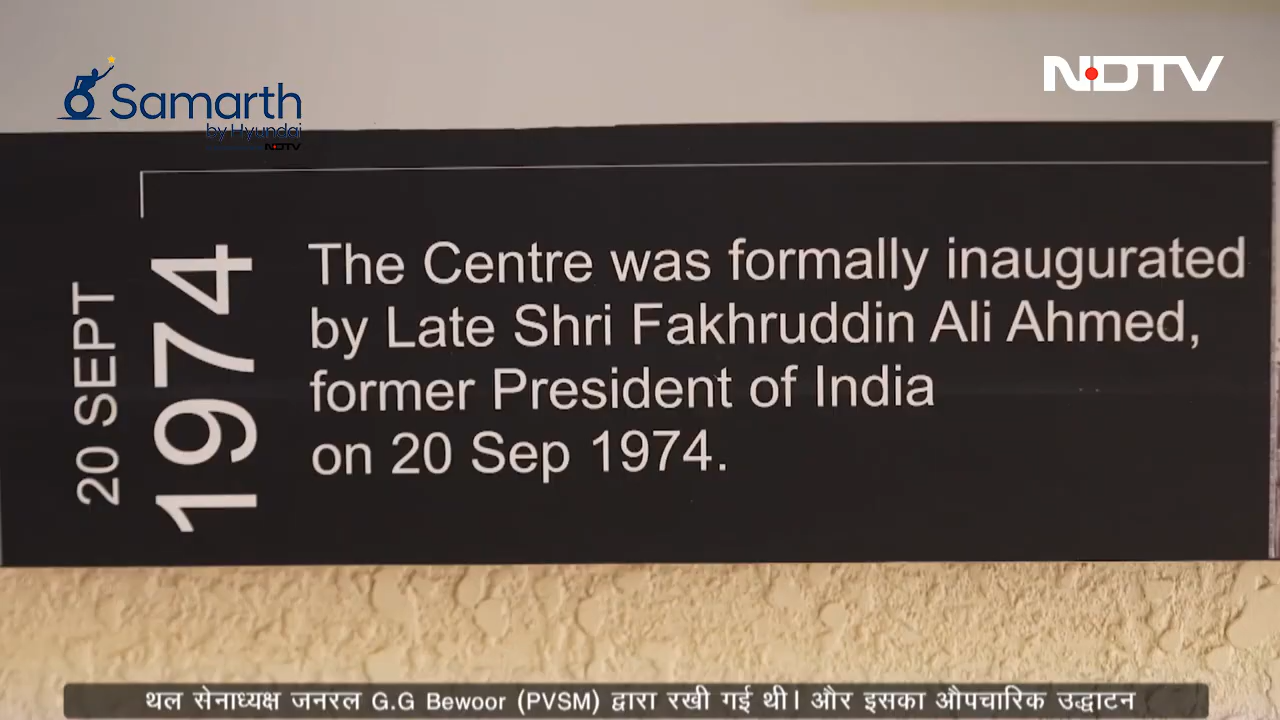 Samarth
by Hyundai
NDTV
NDTV
20 SEPT
1974
The Centre was formally inaugurated
by Late Shri Fakhruddin Ali Ahmed,
former President of India
on 20 Sep 1974.
थल सेनाध्यक्ष जनरल G.G Bewoor (PVSM) द्वारा रखी गई थी। और इसका औपचारिक उद्घाटन